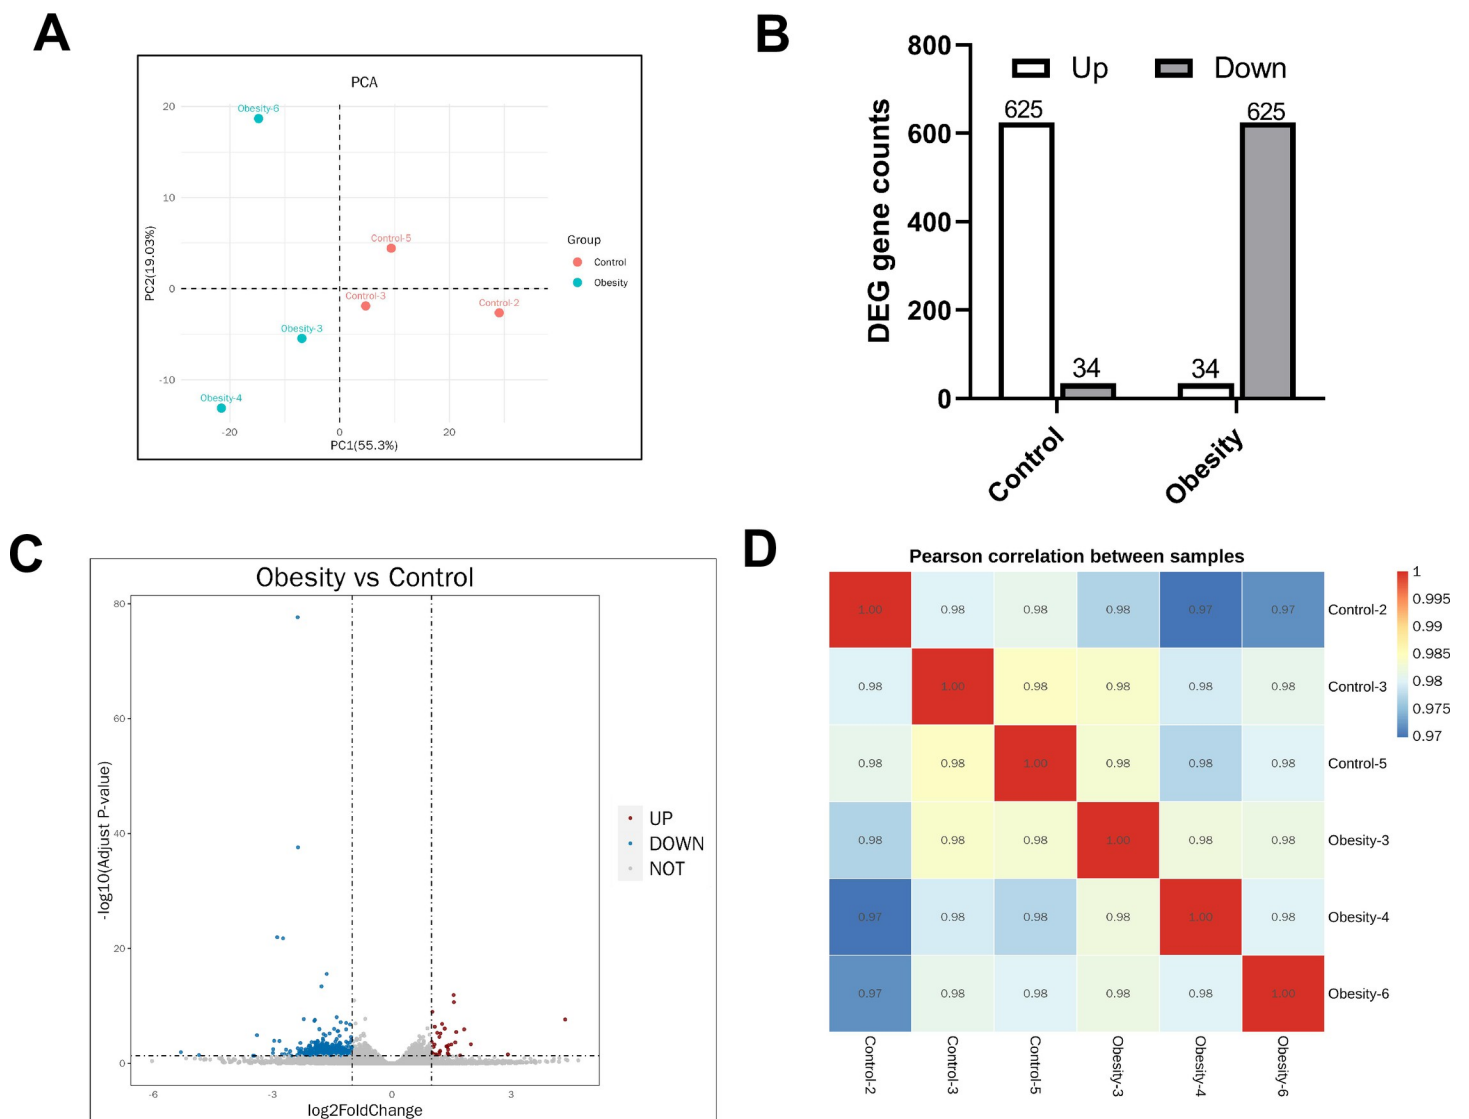 A
PCA
20
10
0
-10
-20
0
20
PC1(55.3%)
PC2(19.03%)
Obesity-6
Control-5
Control-3
Control-2
Obesity-3
Obesity-4
Group
Control
Obesity
B
800
600
400
200
0
DEG gene counts
Up
Down
625
34
34
625
Control
Obesity
C
Obesity vs Control
80
60
40
20
0
-log10(Adjust P-value)
-6
-3
0
3
log2FoldChange
UP
DOWN
NOT
D
Pearson correlation between samples
1.00 0.98 0.98 0.98 0.97 0.97 Control-2
0.98 1.00 0.98 0.98 0.98 0.98 Control-3
0.98 0.98 1.00 0.98 0.98 0.98 Control-5
0.98 0.98 0.98 1.00 0.98 0.98 Obesity-3
0.97 0.98 0.98 0.98 1.00 0.98 Obesity-4
0.97 0.98 0.98 0.98 0.98 1.00 Obesity-6
Control-2
Control-3
Control-5
Obesity-3
Obesity-4
Obesity-6
1
0.995
0.99
0.985
0.98
0.975
0.97